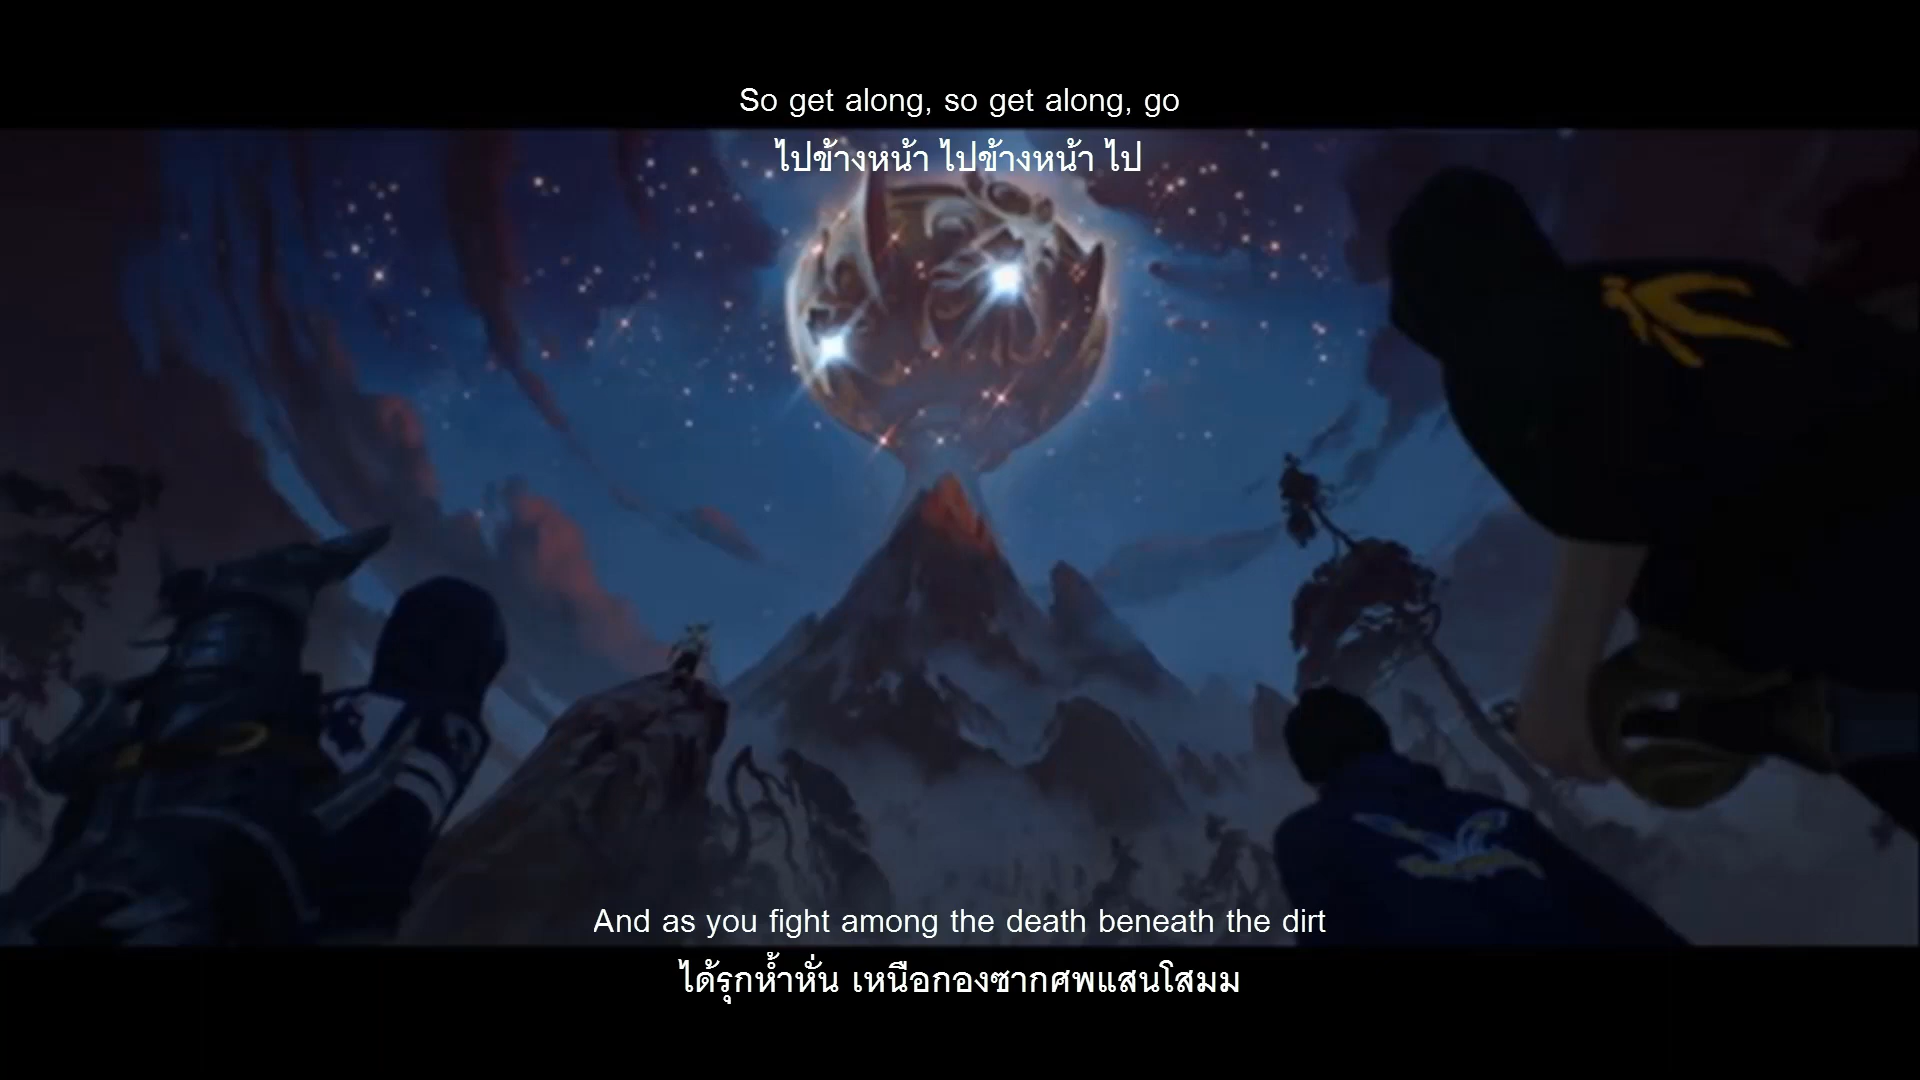 So get along, so get along, go
ไปข้างหน้า ไปข้างหน้า ไป
And as you fight among the death beneath the dirt
ได้รุกห้ำหั่น เหนือกองซากศพแสนโสมม